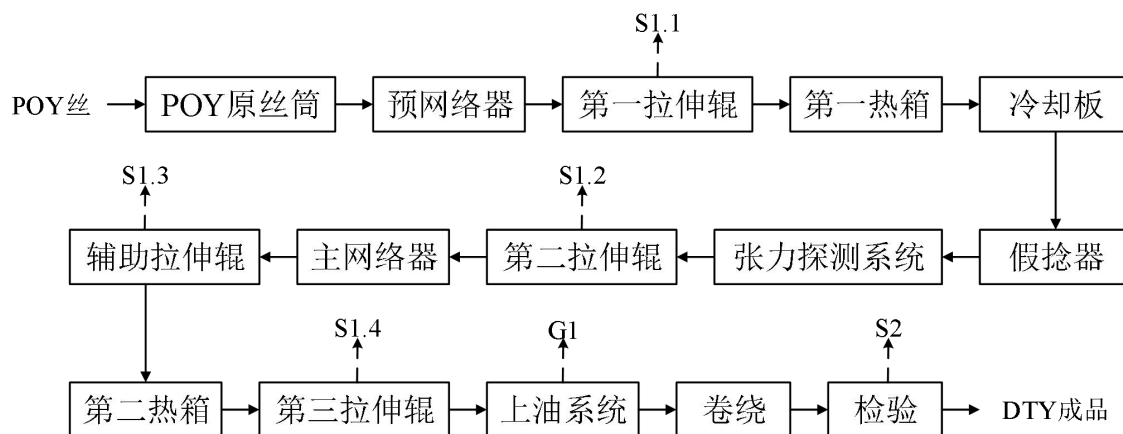 S1.1
POY丝
POY原丝筒
预网络器
第一拉伸辊
第一热箱
冷却板
S1.3
S1.2
辅助拉伸辊
主网络器
第二拉伸辊
张力探测系统
假捻器
S1.4
G1
S2
第二热箱
第三拉伸辊
上油系统
卷绕
检验
DTY成品